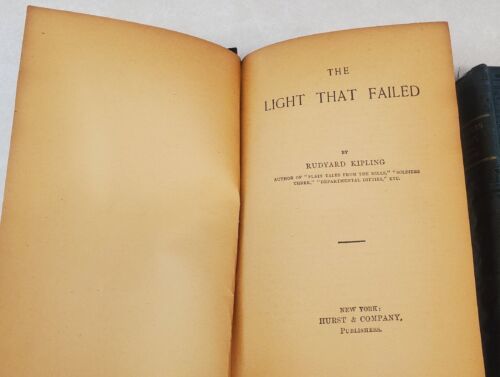 THE
LIGHT THAT FAILED
BY
RUDYARD KIPLING
AUTHOR OF "PLAIN TALES FROM THE HILLS," "SOLDIERS
THREE," "DEPARTMENTAL DITTIES," ETC.
NEW YORK:
HURST & COMPANY,
PUBLISHERS.